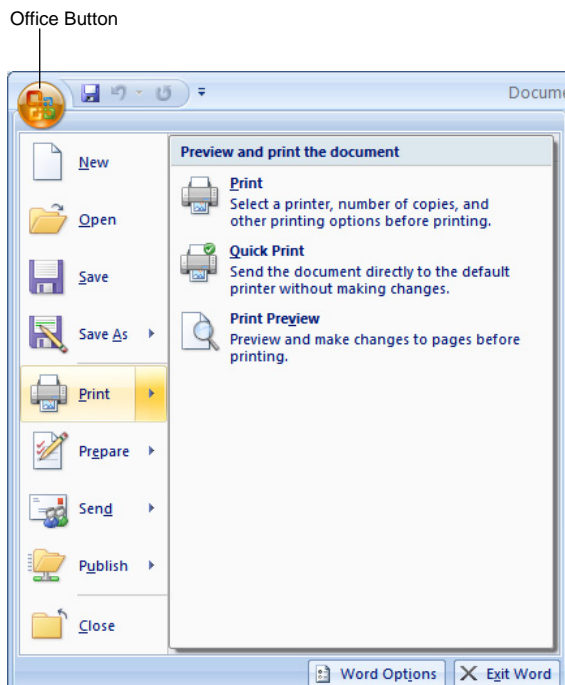 Office Button
Docume
New
Open
Save
Save As
Print
Prepare
Send
Publish
Close
Preview and print the document
Print
Select a printer, number of copies, and
other printing options before printing.
Quick Print
Send the document directly to the default
printer without making changes.
Print Preview
Preview and make changes to pages before
printing.
Word Options
Exit Word